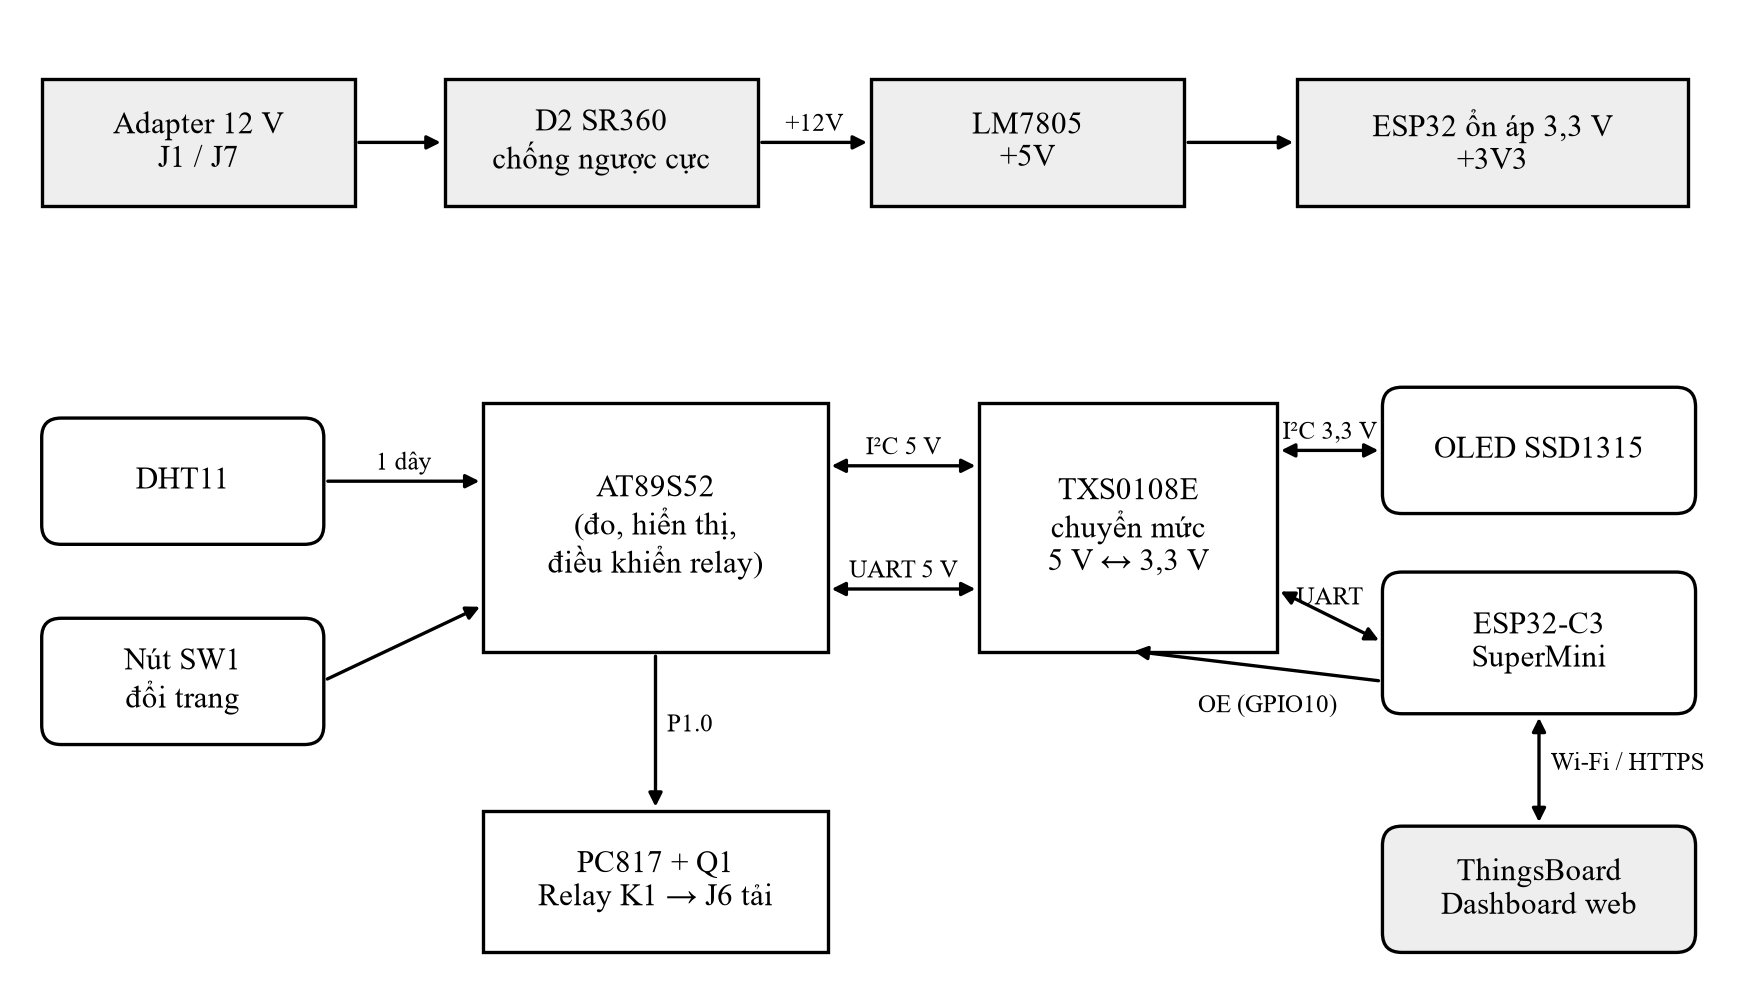 Adapter 12 V
J1 / J7
D2 SR360
chống ngược cực
+12V
LM7805
+5V
ESP32 ổn áp 3,3 V
+3V3
DHT11
1 dây
Nút SW1
đổi trang
AT89S52
(đo, hiển thị,
điều khiển relay)
I²C 5 V
UART 5 V
TXS0108E
chuyển mức
5 V ↔ 3,3 V
I²C 3,3 V
OLED SSD1315
UART
ESP32-C3
SuperMini
OE (GPIO10)
P1.0
Wi-Fi / HTTPS
PC817 + Q1
Relay K1 → J6 tải
ThingsBoard
Dashboard web